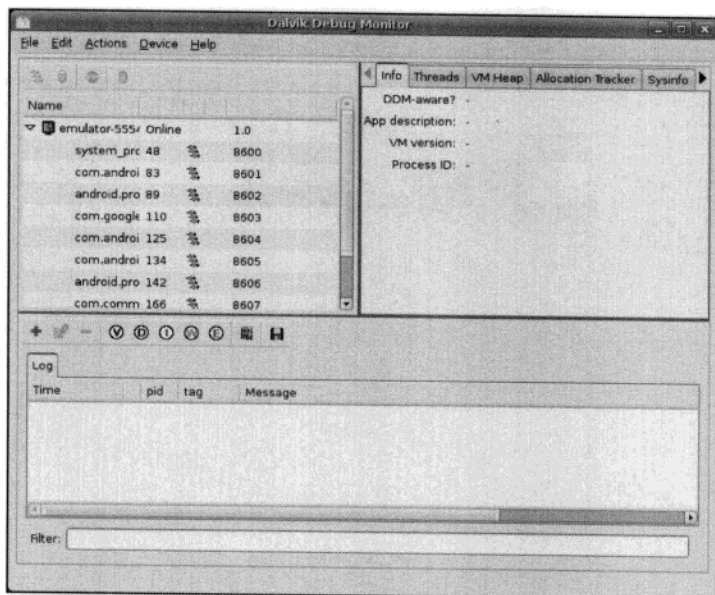 Dalvik Debug Monitor
File Edit Actions Device Help
Info Threads VM Heap Allocation Tracker Sysinfo
Name
DDM-aware? -
App description: -
VM version: -
Process ID: -
emulator-555 Online 1.0
system_prc 48 8600
com.androi 83 8601
android.pro 89 8602
com.google 110 8603
com.androi 125 8604
com.androi 134 8605
android.pro 142 8606
com.comm 166 8607
V D I W E
Log
Time pid tag Message
Filter: